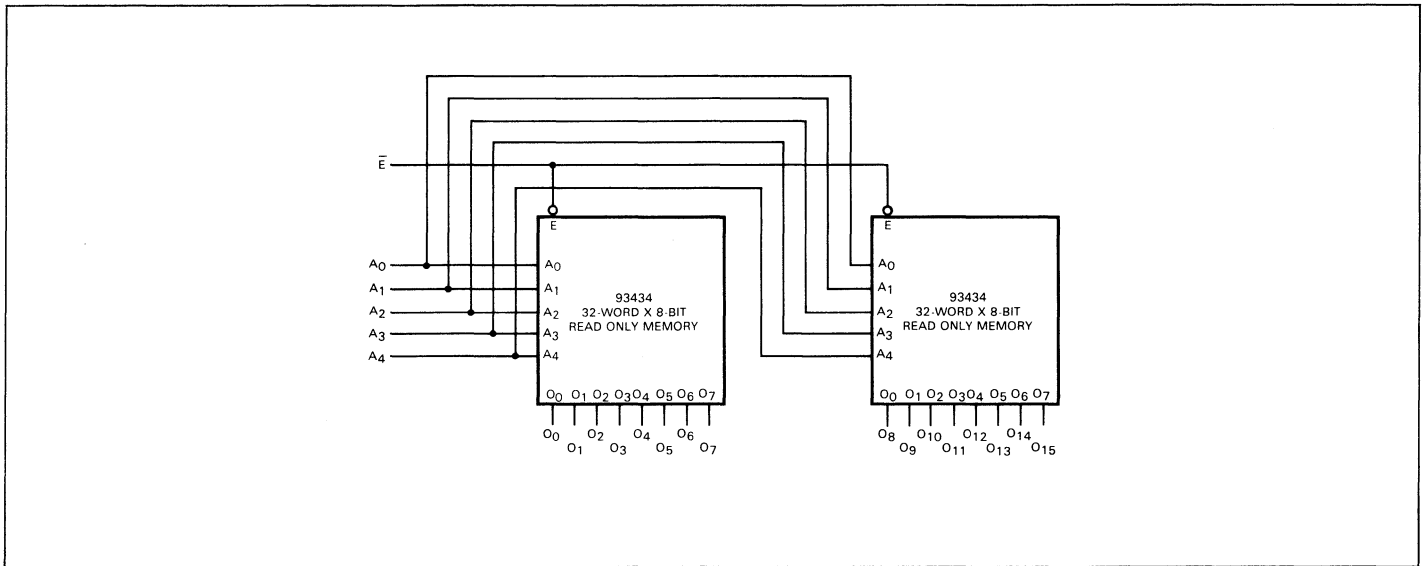 E̅
E
E
A₀
A₁
A₂
A₃
A₄
A₀
A₁
A₂
A₃
A₄
93434
32-WORD X 8-BIT
READ ONLY MEMORY
O₀ O₁ O₂ O₃ O₄ O₅ O₆ O₇
O₀ O₁ O₂ O₃ O₄ O₅ O₆ O₇
A₀
A₁
A₂
A₃
A₄
93434
32-WORD X 8-BIT
READ ONLY MEMORY
O₀ O₁ O₂ O₃ O₄ O₅ O₆ O₇
O₈ O₉ O₁₀ O₁₁ O₁₂ O₁₃ O₁₄ O₁₅